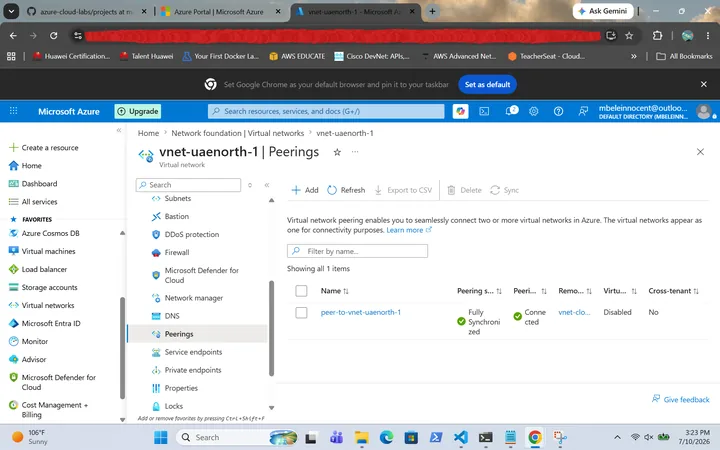 azure-cloud-labs/projects at m
Azure Portal | Microsoft Azure
vnet-uaenorth-1 - Microsoft A
Ask Gemini
Huawei Certification...
Talent Huawei
Your First Docker La...
AWS EDUCATE
Cisco DevNet: APIs,...
AWS Advanced Net...
TeacherSeat - Cloud...
All Bookmarks
Set Google Chrome as your default browser and pin it to your taskbar
Set as default
Microsoft Azure
Upgrade
Search resources, services, and docs (G+/)
2
mbeleinnocent@outloo...
DEFAULT DIRECTORY (MBELEIN...
Create a resource
Home
Dashboard
All services
FAVORITES
Azure Cosmos DB
Virtual machines
Load balancer
Storage accounts
Virtual networks
Microsoft Entra ID
Monitor
Advisor
Microsoft Defender for
Cloud
Cost Management +
Billing
Home > Network foundation | Virtual networks > vnet-uaenorth-1
vnet-uaenorth-1 | Peerings
Virtual network
Search
Subnets
Bastion
DDoS protection
Firewall
Microsoft Defender for
Cloud
Network manager
DNS
Peerings
Service endpoints
Private endpoints
Properties
Locks
Add or remove favorites by pressing Ctrl+Shift+F
Add
Refresh
Export to CSV
Delete
Sync
Virtual network peering enables you to seamlessly connect two or more virtual networks in Azure. The virtual networks appear as
one for connectivity purposes. Learn more
Filter by name...
Showing all 1 items
Name
Peering s...
Peeri...
Remo...
Virtu...
Cross-tenant
peer-to-vnet-uaenorth-1
Fully
Synchroni
zed
Conne
cted
vnet-clo...
Disabled
No
Give feedback
106°F
Sunny
Search
3:23 PM
7/10/2026